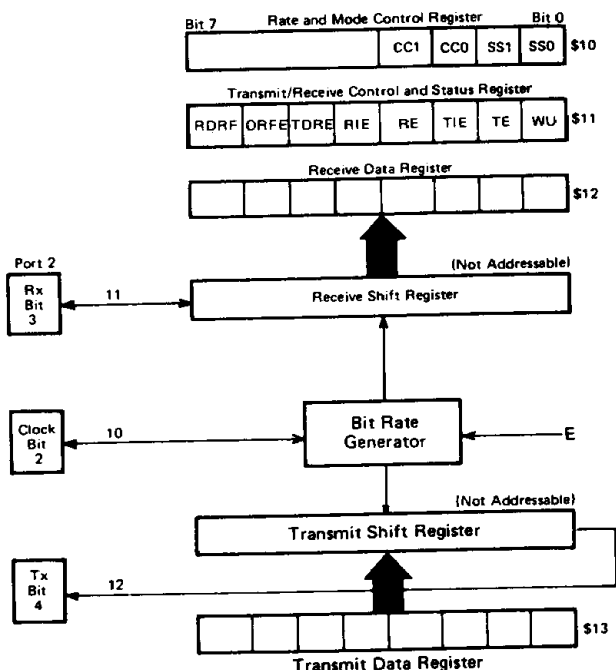 Rate and Mode Control Register
Bit 7
Bit 0
CC1 CC0 SS1 SS0 $10
Transmit/Receive Control and Status Register
RDRF ORFE TDRE RIE RE TIE TE WU $11
Receive Data Register
$12
Port 2
(Not Addressable)
Rx
Bit
3
11
Receive Shift Register
Clock
Bit
2
10
Bit Rate
Generator
E
(Not Addressable)
Transmit Shift Register
Tx
Bit
4
12
$13
Transmit Data Register